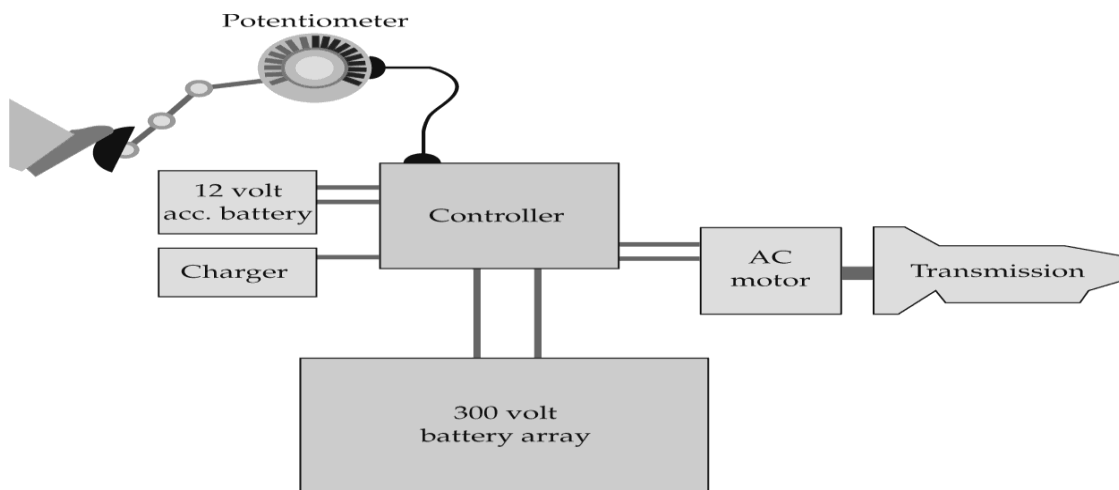 Potentiometer
12 volt
acc. battery
Controller
Charger
AC
motor
Transmission
300 volt
battery array